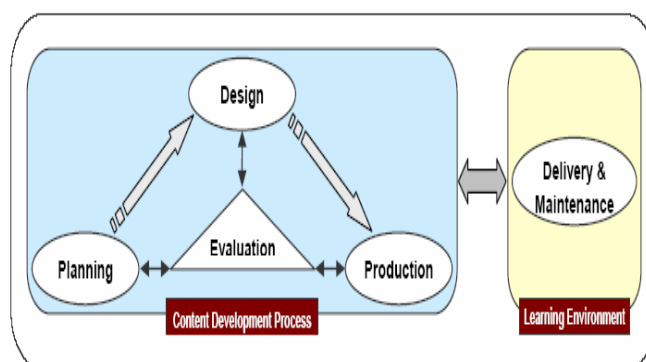 Design
Delivery &
Maintenance
Evaluation
Planning
Production
Content Development Process
Learning Environment